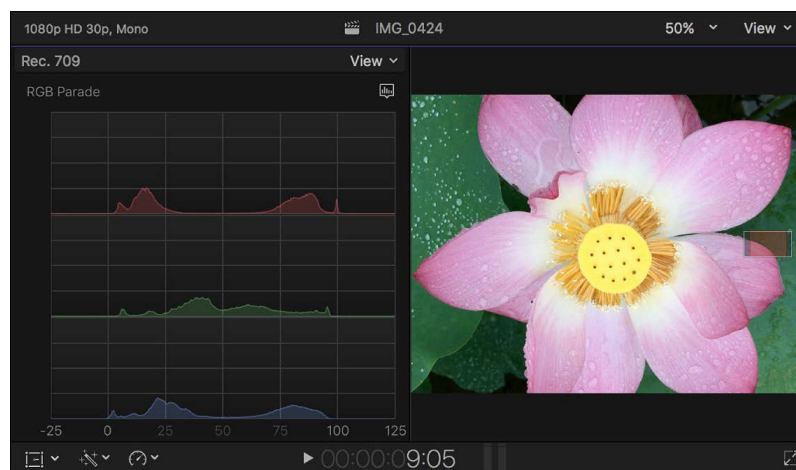 1080p HD 30p, Mono
IMG_0424
50%
View
Rec. 709
View
RGB Parade
-25 0 25 50 75 100 125
00:00:09:05